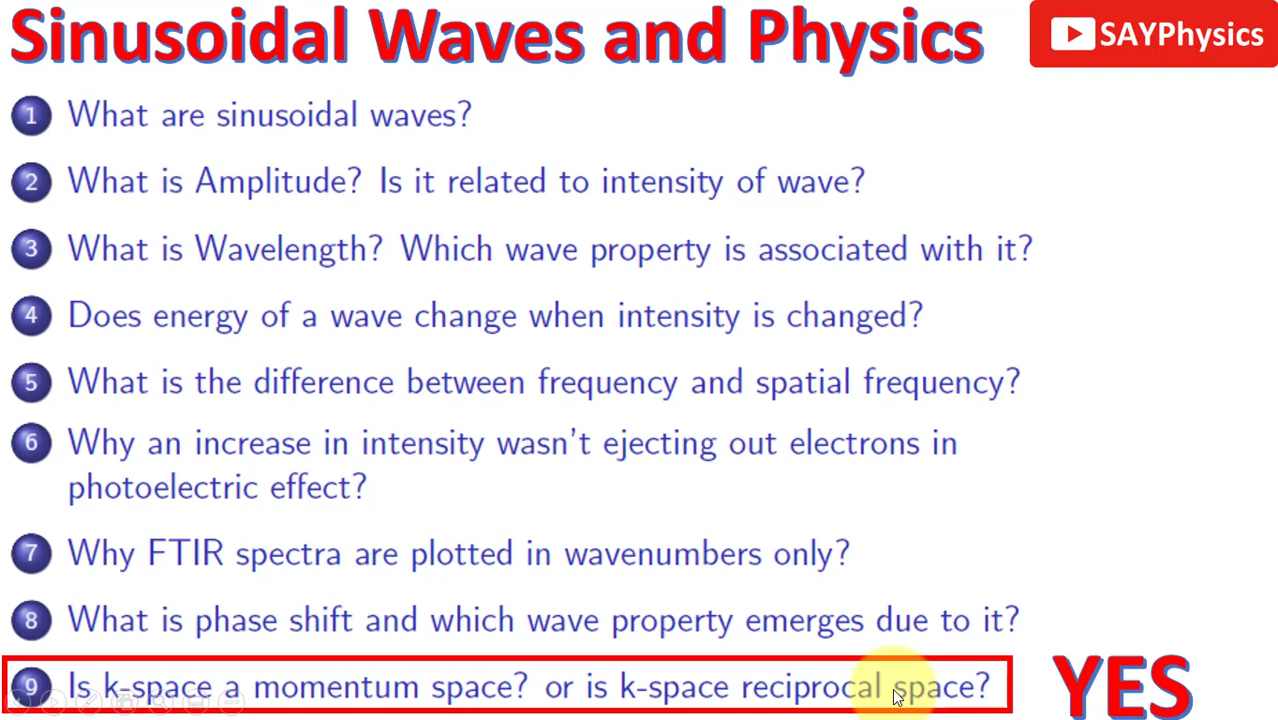 Sinusoidal Waves and Physics
SAYPhysics
1 What are sinusoidal waves?
2 What is Amplitude? Is it related to intensity of wave?
3 What is Wavelength? Which wave property is associated with it?
4 Does energy of a wave change when intensity is changed?
5 What is the difference between frequency and spatial frequency?
6 Why an increase in intensity wasn't ejecting out electrons in
photoelectric effect?
7 Why FTIR spectra are plotted in wavenumbers only?
8 What is phase shift and which wave property emerges due to it?
9 Is k-space a momentum space? or is k-space reciprocal space?
YES